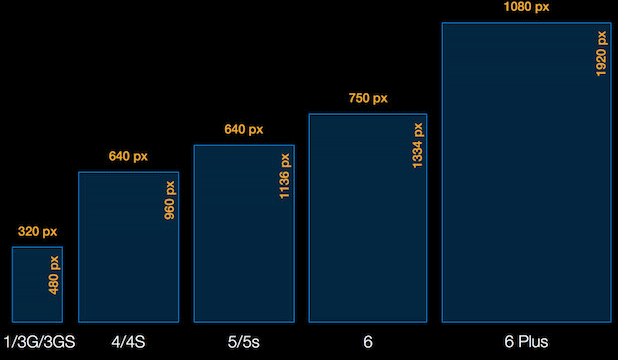 320 px
480 px
1/3G/3GS
640 px
960 px
4/4S
640 px
1136 px
5/5s
750 px
1334 px
6
1080 px
1920 px
6 Plus